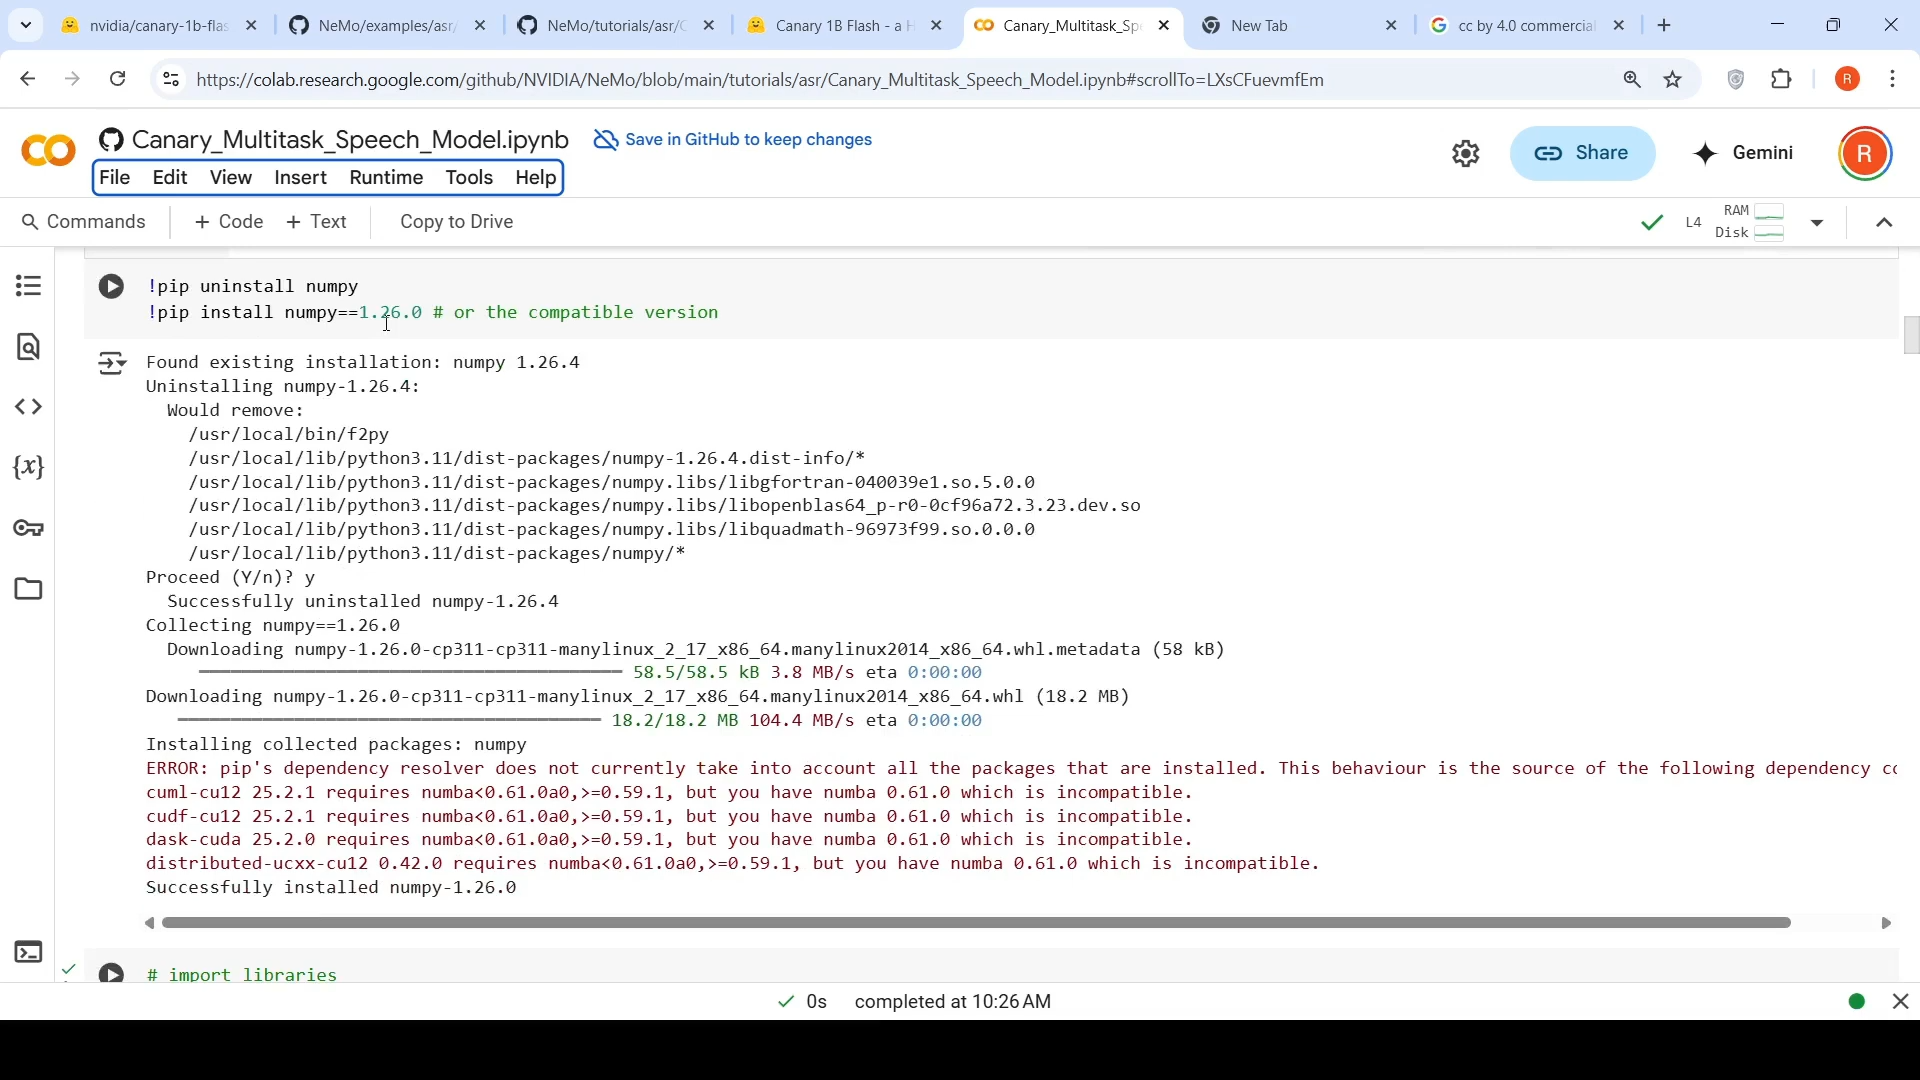 nvidia/canary-1b-flas
NeMo/examples/asr/
NeMo/tutorials/asr/C
Canary 1B Flash - a H
Canary_Multitask_Spe
New Tab
cc by 4.0 commercial
https://colab.research.google.com/github/NVIDIA/NeMo/blob/main/tutorials/asr/Canary_Multitask_Speech_Model.ipynb#scrollTo=LXsCFuevmfEm
R
Canary_Multitask_Speech_Model.ipynb
Save in GitHub to keep changes
Share
Gemini
R
File Edit View Insert Runtime Tools Help
Commands
+ Code + Text
Copy to Drive
L4
RAM
Disk
!pip uninstall numpy
!pip install numpy==1.26.0 # or the compatible version
Found existing installation: numpy 1.26.4
Uninstalling numpy-1.26.4:
Would remove:
/usr/local/bin/f2py
/usr/local/lib/python3.11/dist-packages/numpy-1.26.4.dist-info/*
/usr/local/lib/python3.11/dist-packages/numpy.libs/libgfortran-040039e1.so.5.0.0
/usr/local/lib/python3.11/dist-packages/numpy.libs/libopenblas64_p-r0-0cf96a72.3.23.dev.so
/usr/local/lib/python3.11/dist-packages/numpy.libs/libquadmath-96973f99.so.0.0.0
/usr/local/lib/python3.11/dist-packages/numpy/*
Proceed (Y/n)? y
Successfully uninstalled numpy-1.26.4
Collecting numpy==1.26.0
Downloading numpy-1.26.0-cp311-cp311-manylinux_2_17_x86_64.manylinux2014_x86_64.whl.metadata (58 kB)
58.5/58.5 kB 3.8 MB/s eta 0:00:00
Downloading numpy-1.26.0-cp311-cp311-manylinux_2_17_x86_64.manylinux2014_x86_64.whl (18.2 MB)
18.2/18.2 MB 104.4 MB/s eta 0:00:00
Installing collected packages: numpy
ERROR: pip's dependency resolver does not currently take into account all the packages that are installed. This behaviour is the source of the following dependency co
cuml-cu12 25.2.1 requires numba<0.61.0a0,>=0.59.1, but you have numba 0.61.0 which is incompatible.
cudf-cu12 25.2.1 requires numba<0.61.0a0,>=0.59.1, but you have numba 0.61.0 which is incompatible.
dask-cuda 25.2.0 requires numba<0.61.0a0,>=0.59.1, but you have numba 0.61.0 which is incompatible.
distributed-ucxx-cu12 0.42.0 requires numba<0.61.0a0,>=0.59.1, but you have numba 0.61.0 which is incompatible.
Successfully installed numpy-1.26.0
# import libraries
0s completed at 10:26 AM